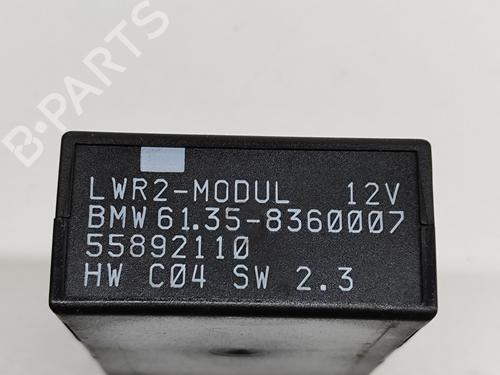 B-PARTS
LWR2-MODUL 12V
BMW 61.35-8360007
55892110
HW C04 SW 2.3